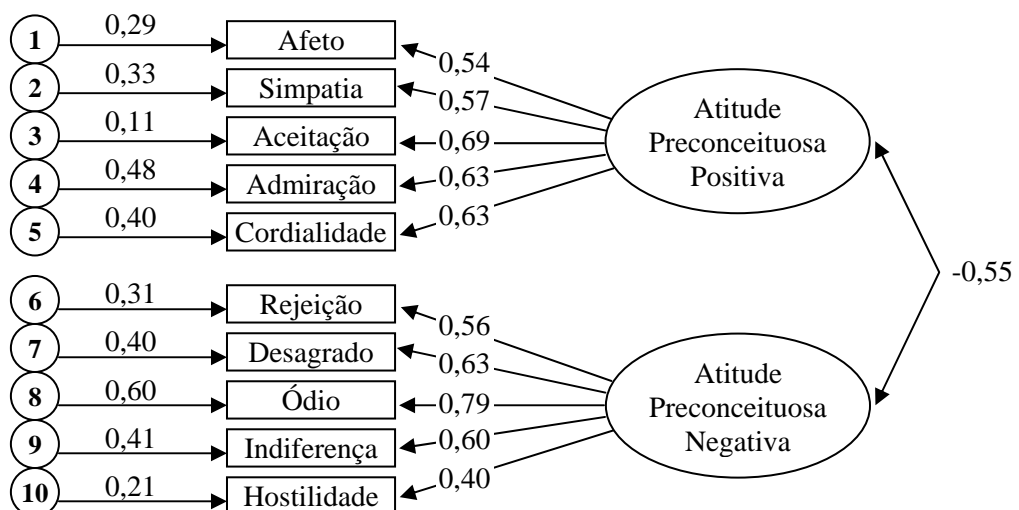 1 0,29 Afeto 0,54
2 0,33 Simpatia 0,57
3 0,11 Aceitação 0,69
4 0,48 Admiração 0,63
5 0,40 Cordialidade 0,63
Atitude
Preconceituosa
Positiva
-0,55
6 0,31 Rejeição 0,56
7 0,40 Desagrado 0,63
8 0,60 Ódio 0,79
9 0,41 Indiferença 0,60
10 0,21 Hostilidade 0,40
Atitude
Preconceituosa
Negativa